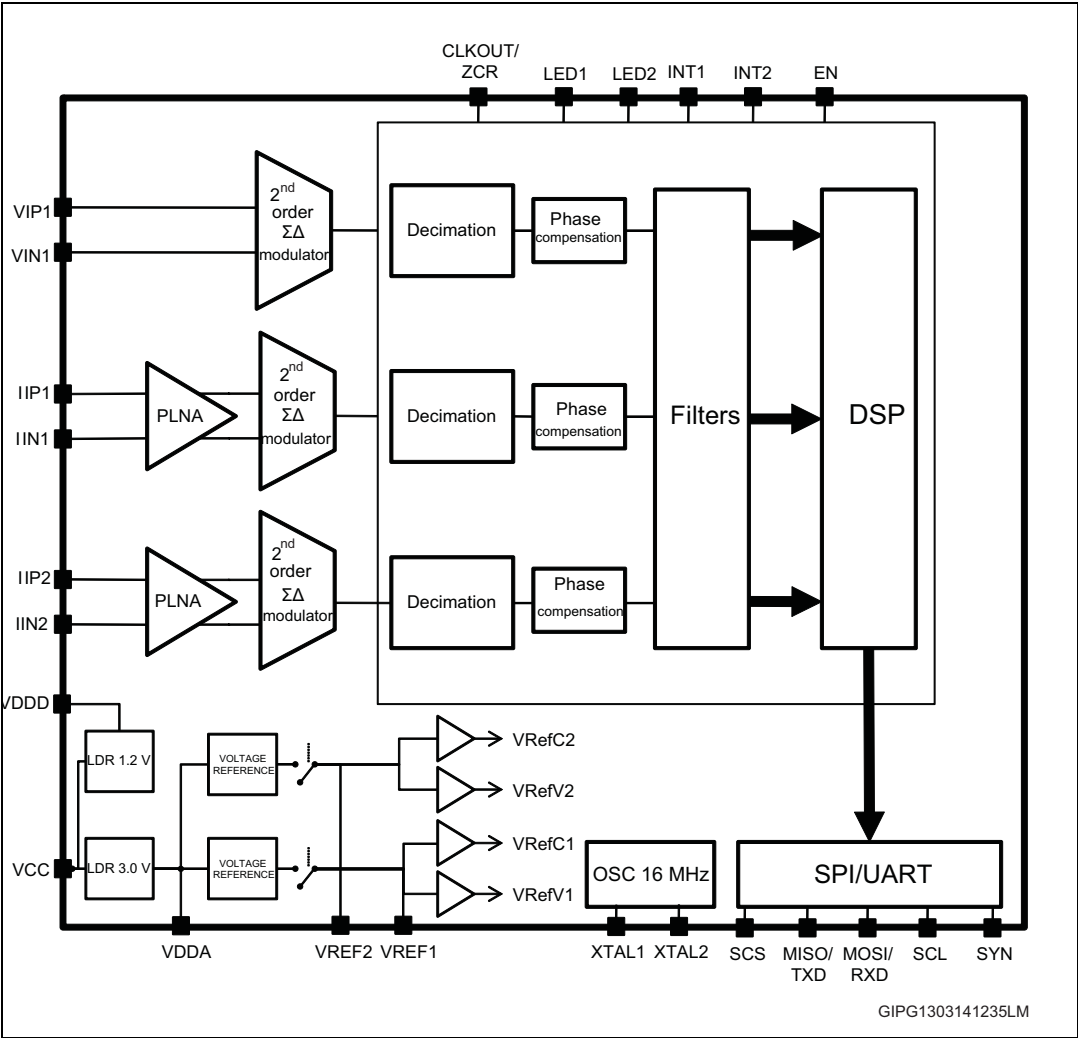 CLKOUT/
ZCR
LED1
LED2
INT1
INT2
EN
VIP1
VIN1
2nd
order
ΣΔ
modulator
Decimation
Phase
compensation
IIP1
IIN1
PLNA
2nd
order
ΣΔ
modulator
Decimation
Phase
compensation
Filters
DSP
IIP2
IIN2
PLNA
2nd
order
ΣΔ
modulator
Decimation
Phase
compensation
VDDD
LDR 1.2 V
VOLTAGE
REFERENCE
VRefC2
VRefV2
VCC
LDR 3.0 V
VOLTAGE
REFERENCE
VRefC1
VRefV1
OSC 16 MHz
SPI/UART
VDDA
VREF2
VREF1
XTAL1
XTAL2
SCS
MISO/
TXD
MOSI/
RXD
SCL
SYN
GIPG1303141235LM